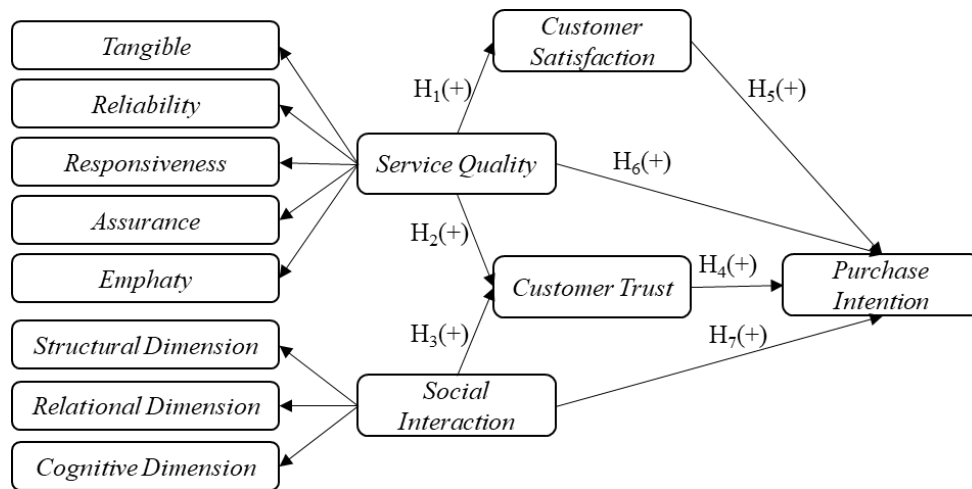 Tangible
Reliability
Responsiveness
Assurance
Emphaty
Structural Dimension
Relational Dimension
Cognitive Dimension
Service Quality
Social
Interaction
Customer
Satisfaction
Customer Trust
Purchase
Intention
H₁(+)
H₂(+)
H₃(+)
H₄(+)
H₅(+)
H₆(+)
H₇(+)